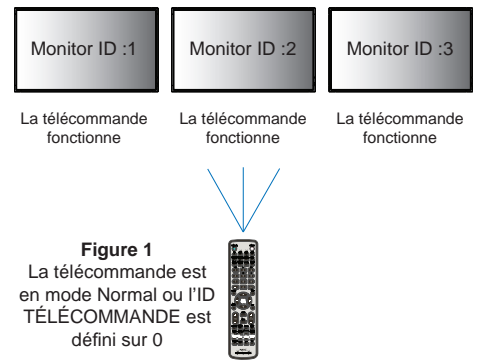 Monitor ID :1
Monitor ID :2
Monitor ID :3
La télécommande
fonctionne
La télécommande
fonctionne
La télécommande
fonctionne
Figure 1
La télécommande est
en mode Normal ou l'ID
TÉLÉCOMMANDE est
défini sur 0